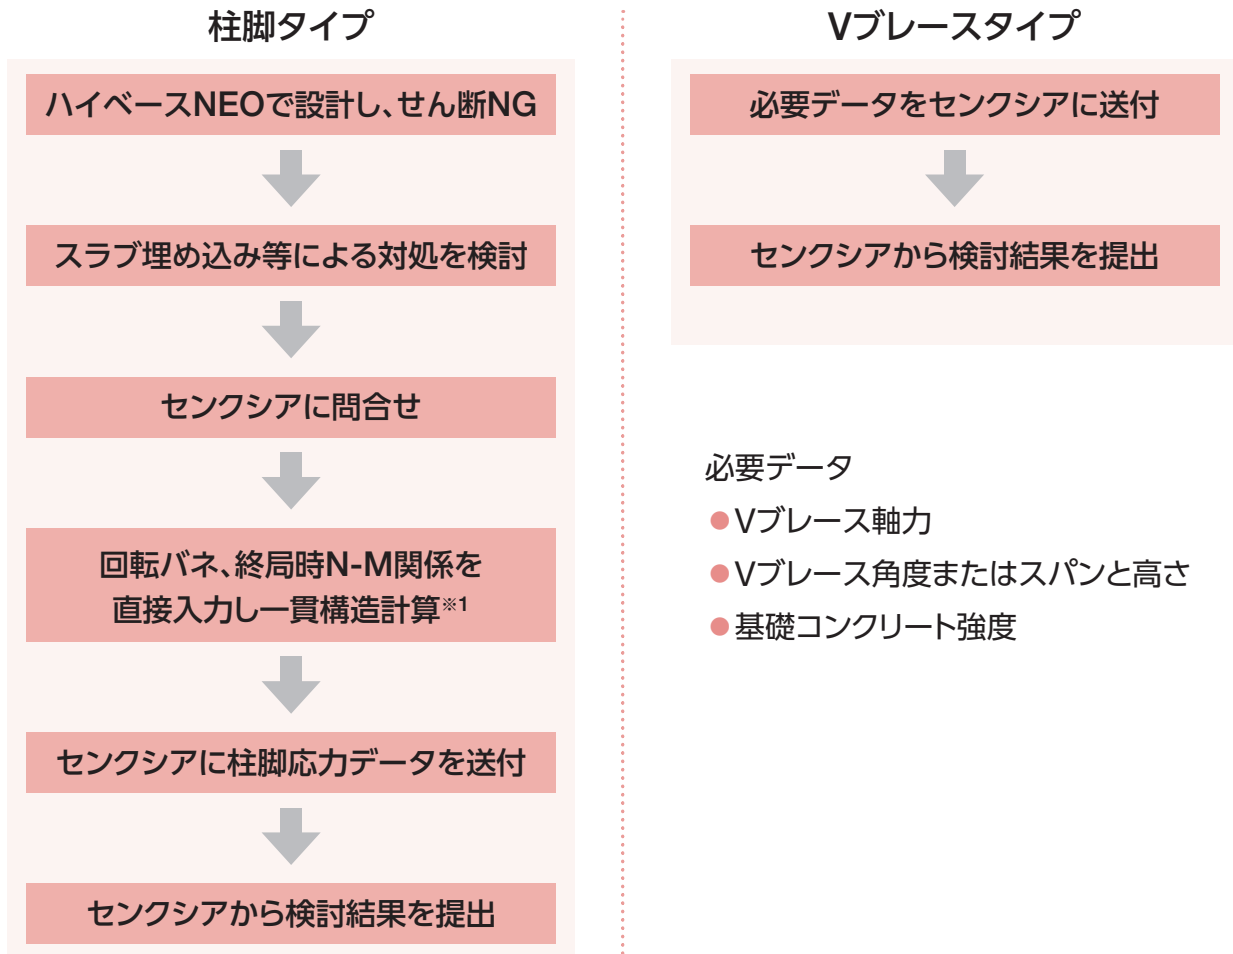 柱脚タイプ
ハイベースNEOで設計し、せん断NG
スラブ埋め込み等による対処を検討
センクシアに問合せ
回転バネ、終局時N-M関係を
直接入力し一貫構造計算※1
センクシアに柱脚応力データを送付
センクシアから検討結果を提出
Vブレースタイプ
必要データをセンクシアに送付
センクシアから検討結果を提出
必要データ
●Vブレース軸力
●Vブレース角度またはスパンと高さ
●基礎コンクリート強度